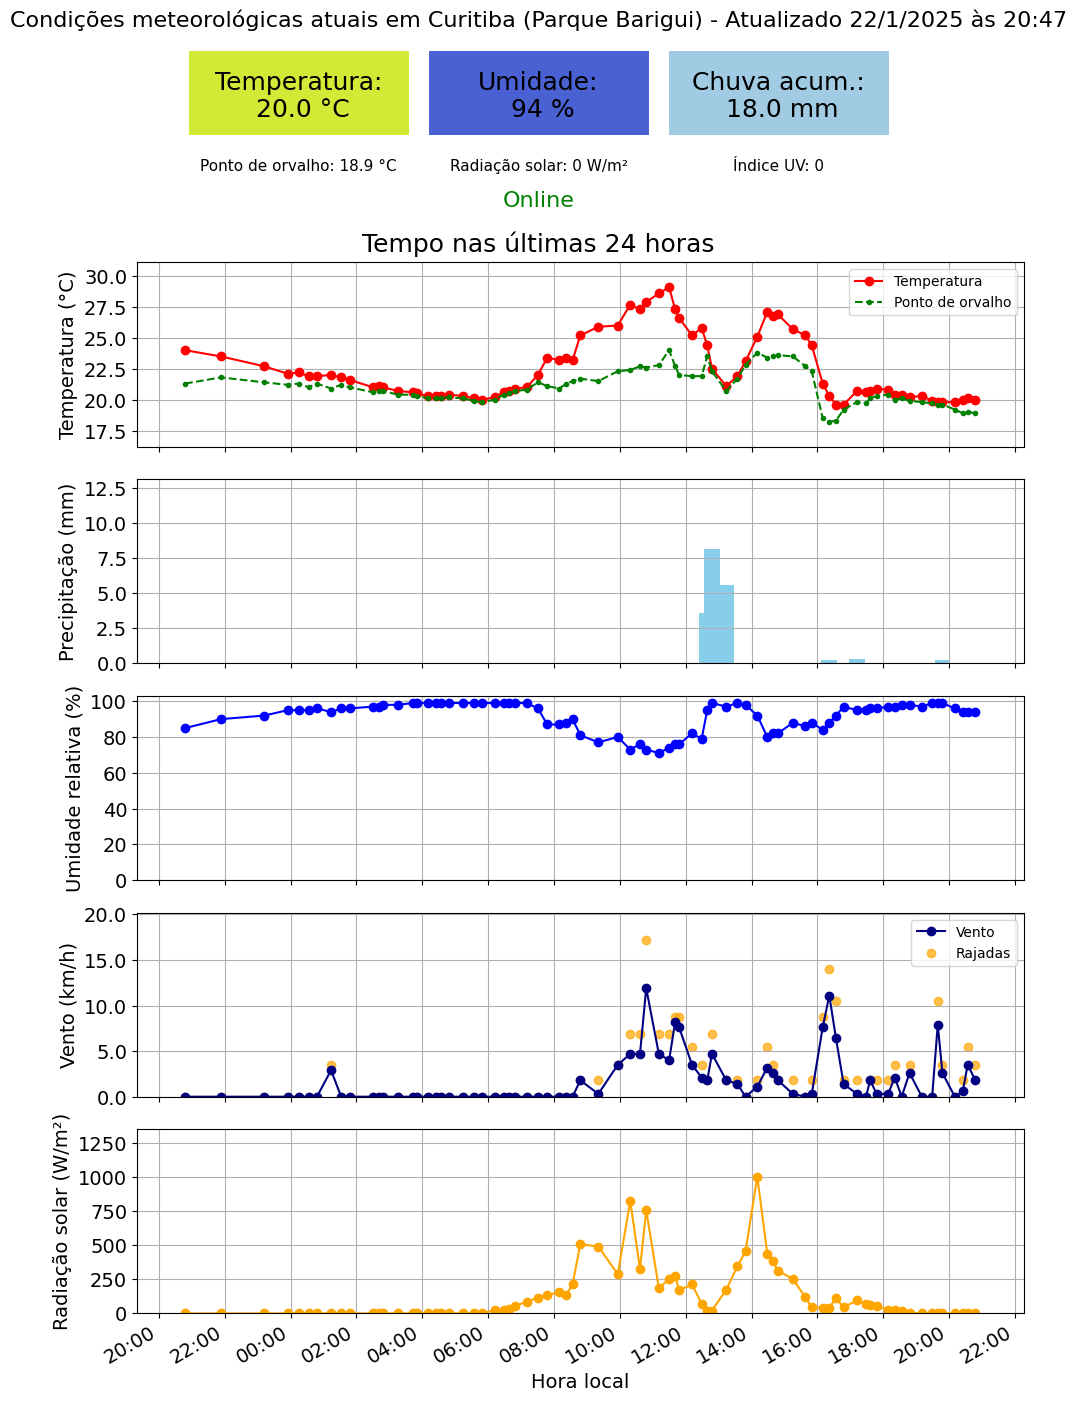 Condições meteorológicas atuais em Curitiba (Parque Barigui) - Atualizado 22/1/2025 às 20:47
Temperatura:
20.0 °C
Umidade:
94 %
Chuva acum.:
18.0 mm
Ponto de orvalho: 18.9 °C
Radiação solar: 0 W/m²
Índice UV: 0
Online
Tempo nas últimas 24 horas
Temperatura (°C)
30.0
27.5
25.0
22.5
20.0
17.5
Temperatura
Ponto de orvalho
Precipitação (mm)
12.5
10.0
7.5
5.0
2.5
0.0
Umidade relativa (%)
100
80
60
40
20
0
Vento (km/h)
20.0
15.0
10.0
5.0
0.0
Vento
Rajadas
Radiação solar (W/m²)
1250
1000
750
500
250
0
20:00
22:00
00:00
02:00
04:00
06:00
08:00
10:00
12:00
14:00
16:00
18:00
20:00
22:00
Hora local